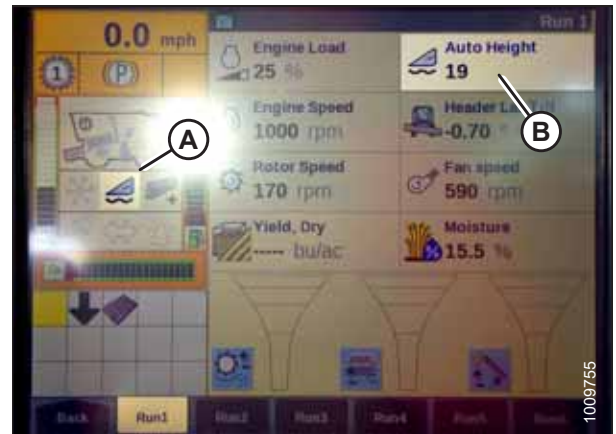 Run 1
0.0 mph
1
(P)
Engine Load
25 %
Auto Height
19
A
B
Engine Speed
1000 rpm
Header
-0.70 °
Rotor Speed
170 rpm
Fan speed
590 rpm
Yield, Dry
----- bu/ac
Moisture
15.5 %
Back
Run1
Run2
Run3
Run4
Run5
1009755